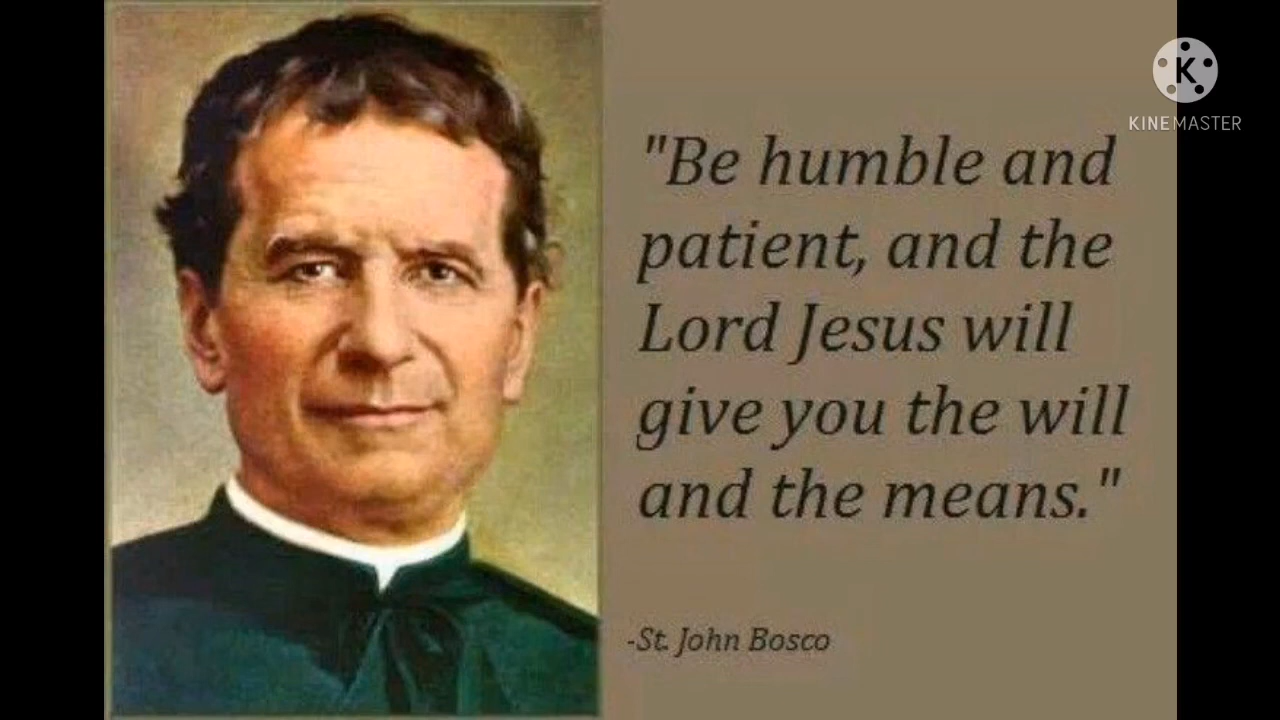 K
KINEMASTER
"Be humble and
patient, and the
Lord Jesus will
give you the will
and the means."
-St. John Bosco